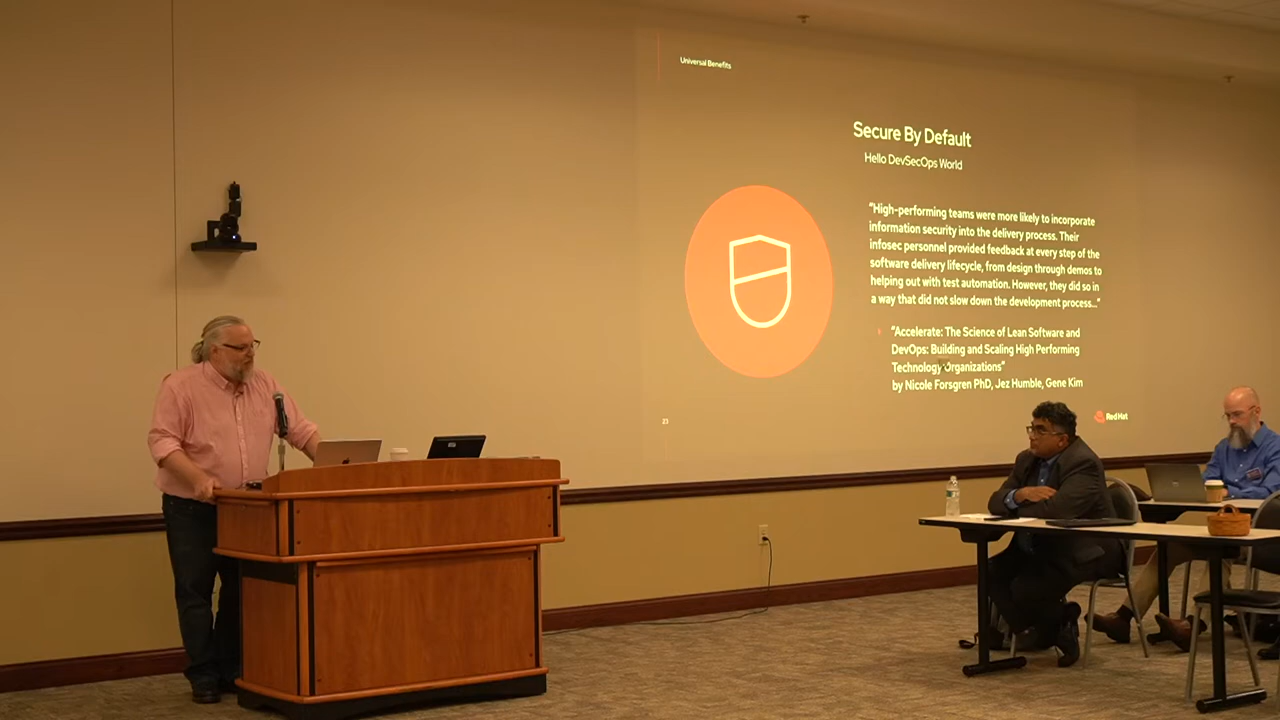 Universal Benefits
Secure By Default
Hello DevSecOps World
"High-performing teams were more likely to incorporate
information security into the delivery process. Their
infosec personnel provided feedback at every step of the
software delivery lifecycle, from design through demos to
helping out with test automation. However, they did so in
a way that did not slow down the development process..."
"Accelerate: The Science of Lean Software and
DevOps: Building and Scaling High Performing
Technology Organizations"
by Nicole Forsgren PhD, Jez Humble, Gene Kim
23
Red Hat